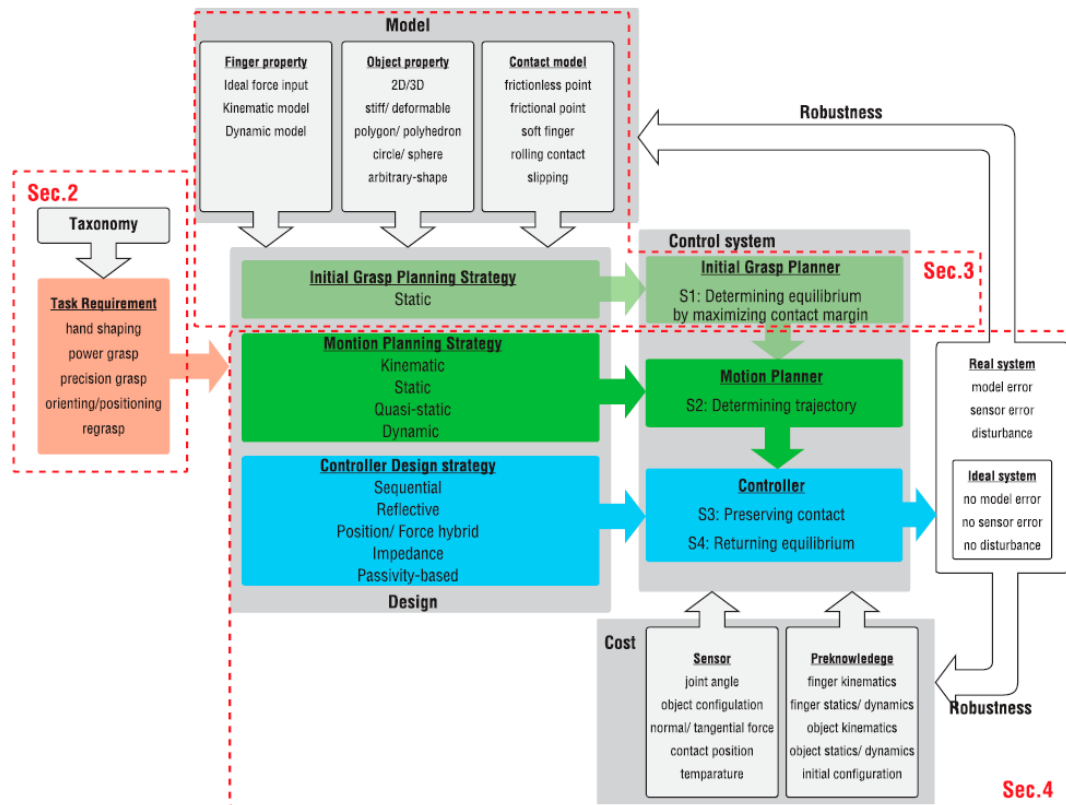 Model
Finger property
Ideal force input
Kinematic model
Dynamic model
Object property
2D/3D
stiff/ deformable
polygon/ polyhedron
circle/ sphere
arbitrary-shape
Contact model
frictionless point
frictional point
soft finger
rolling contact
slipping
Robustness
Sec.2
Taxonomy
Task Requirement
hand shaping
power grasp
precision grasp
orienting/positioning
regrasp
Initial Grasp Planning Strategy
Static
Montion Planning Strategy
Kinematic
Static
Quasi-static
Dynamic
Controller Design strategy
Sequential
Reflective
Position/ Force hybrid
Impedance
Passivity-based
Design
Control system
Initial Grasp Planner
S1: Determining equilibrium
by maximizing contact margin
Sec.3
Motion Planner
S2: Determining trajectory
Controller
S3: Preserving contact
S4: Returning equilibrium
Real system
model error
sensor error
disturbance
Ideal system
no model error
no sensor error
no disturbance
Cost
Sensor
joint angle
object configulation
normal/ tangential force
contact position
temparature
Preknowledege
finger kinematics
finger statics/ dynamics
object kinematics
object statics/ dynamics
initial configuration
Robustness
Sec.4